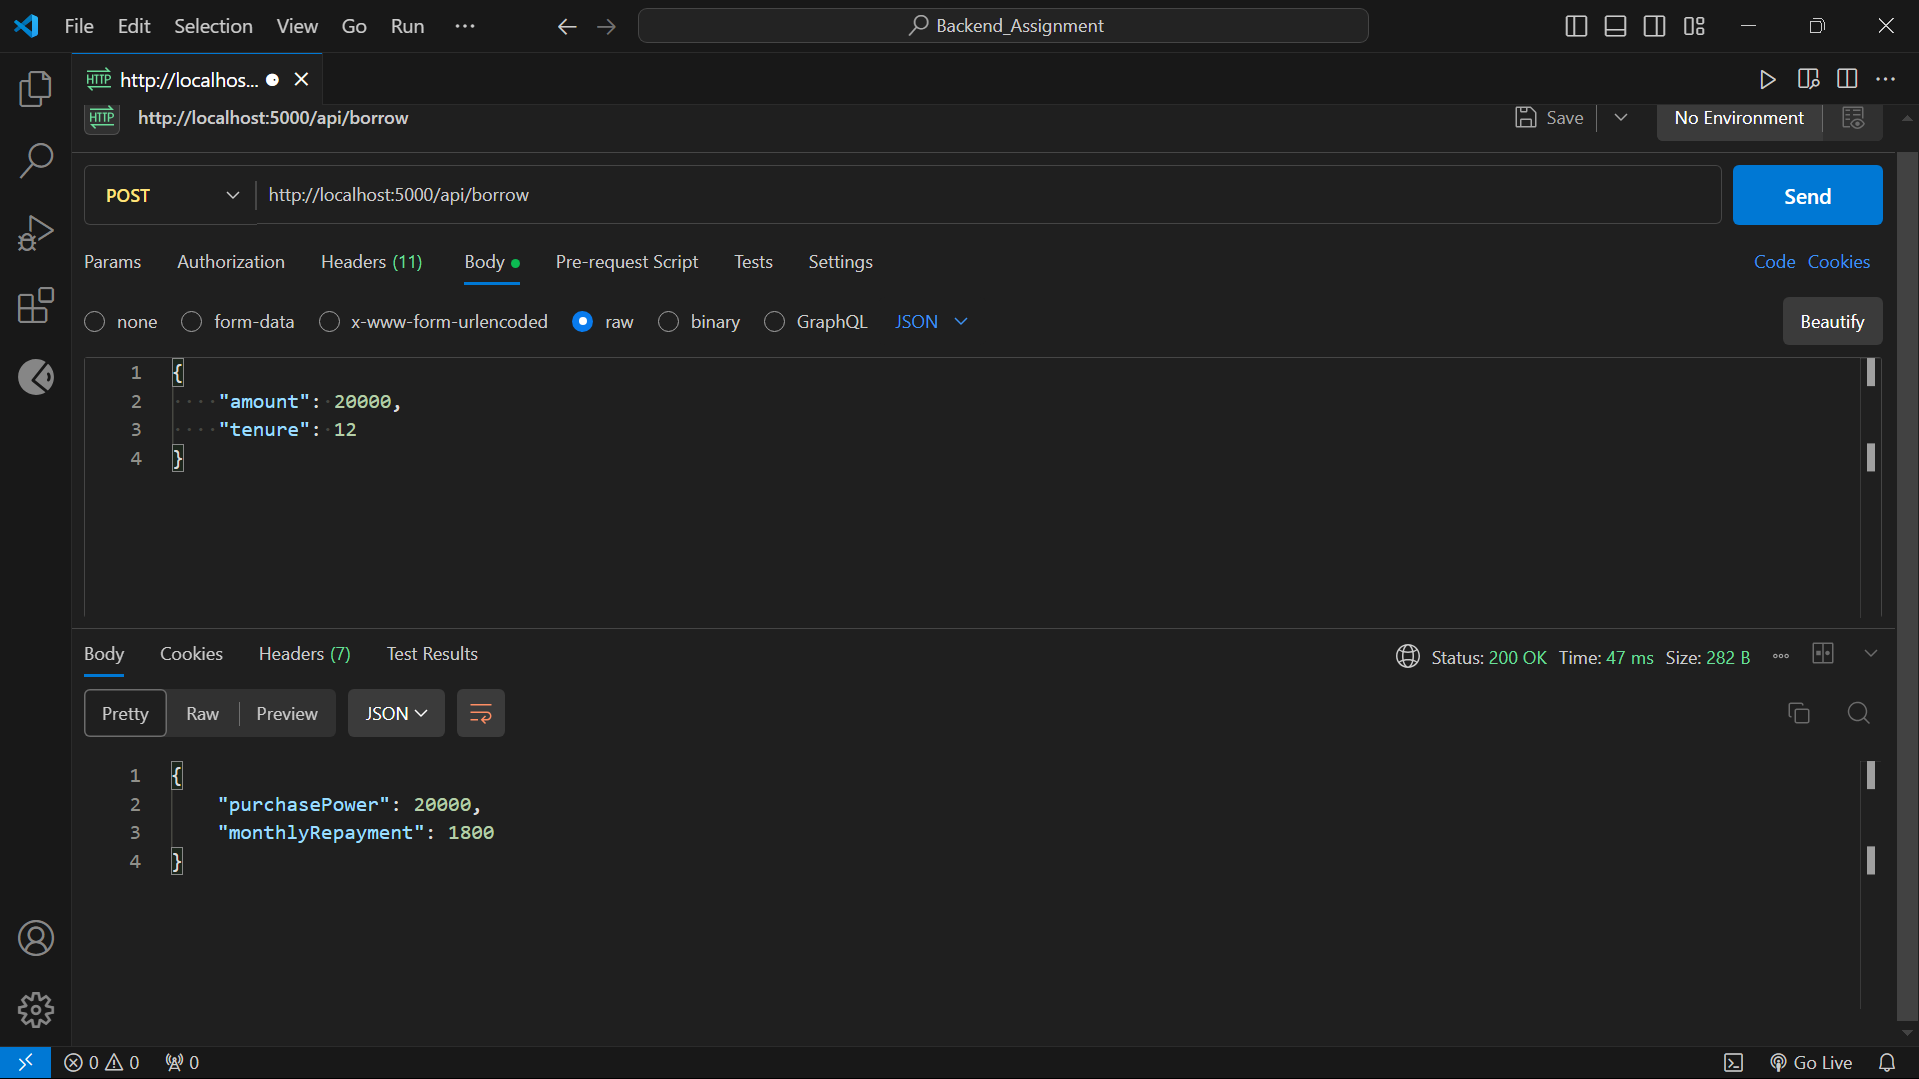 File Edit Selection View Go Run ··· Backend_Assignment
HTTP http://localhos...
HTTP http://localhost:5000/api/borrow Save No Environment
POST http://localhost:5000/api/borrow Send
Params Authorization Headers (11) Body Pre-request Script Tests Settings Code Cookies
none form-data x-www-form-urlencoded raw binary GraphQL JSON Beautify
1 {
2 "amount": 20000,
3 "tenure": 12
4 }
Body Cookies Headers (7) Test Results Status: 200 OK Time: 47 ms Size: 282 B
Pretty Raw Preview JSON
1 {
2 "purchasePower": 20000,
3 "monthlyRepayment": 1800
4 }
0 0 0 Go Live